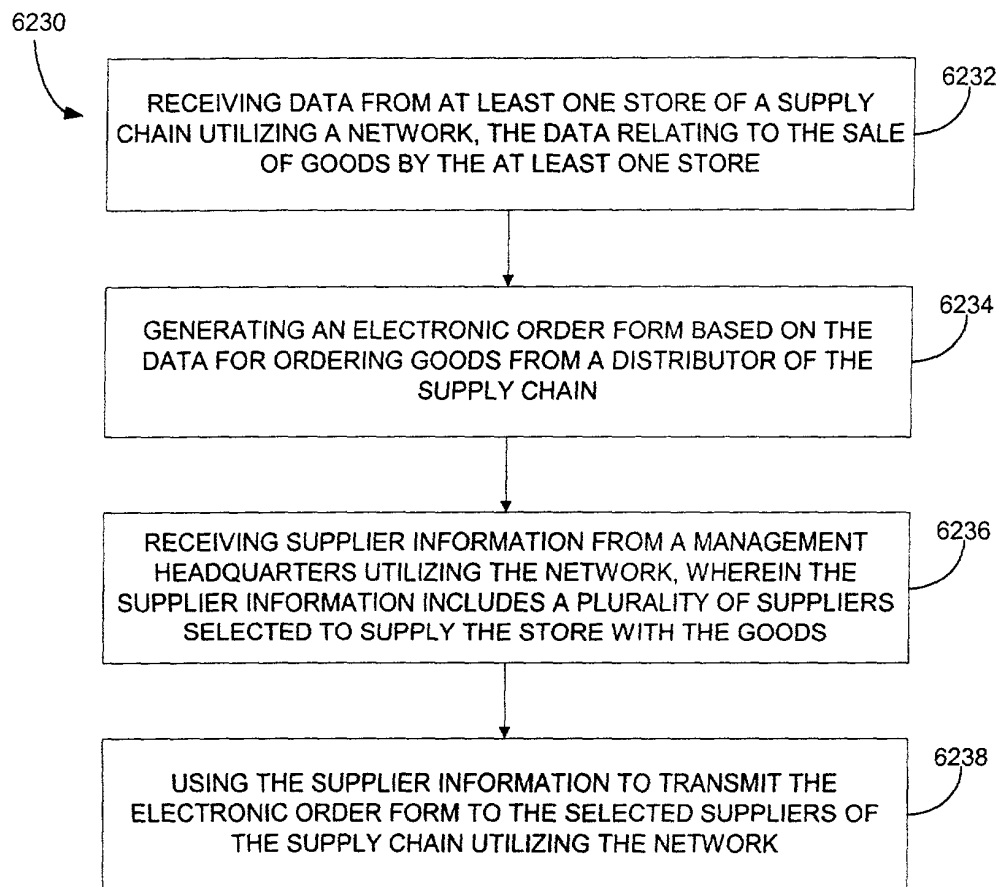 6230
6232
RECEIVING DATA FROM AT LEAST ONE STORE OF A SUPPLY
CHAIN UTILIZING A NETWORK, THE DATA RELATING TO THE SALE
OF GOODS BY THE AT LEAST ONE STORE
6234
GENERATING AN ELECTRONIC ORDER FORM BASED ON THE
DATA FOR ORDERING GOODS FROM A DISTRIBUTOR OF THE
SUPPLY CHAIN
6236
RECEIVING SUPPLIER INFORMATION FROM A MANAGEMENT
HEADQUARTERS UTILIZING THE NETWORK, WHEREIN THE
SUPPLIER INFORMATION INCLUDES A PLURALITY OF SUPPLIERS
SELECTED TO SUPPLY THE STORE WITH THE GOODS
6238
USING THE SUPPLIER INFORMATION TO TRANSMIT THE
ELECTRONIC ORDER FORM TO THE SELECTED SUPPLIERS OF
THE SUPPLY CHAIN UTILIZING THE NETWORK